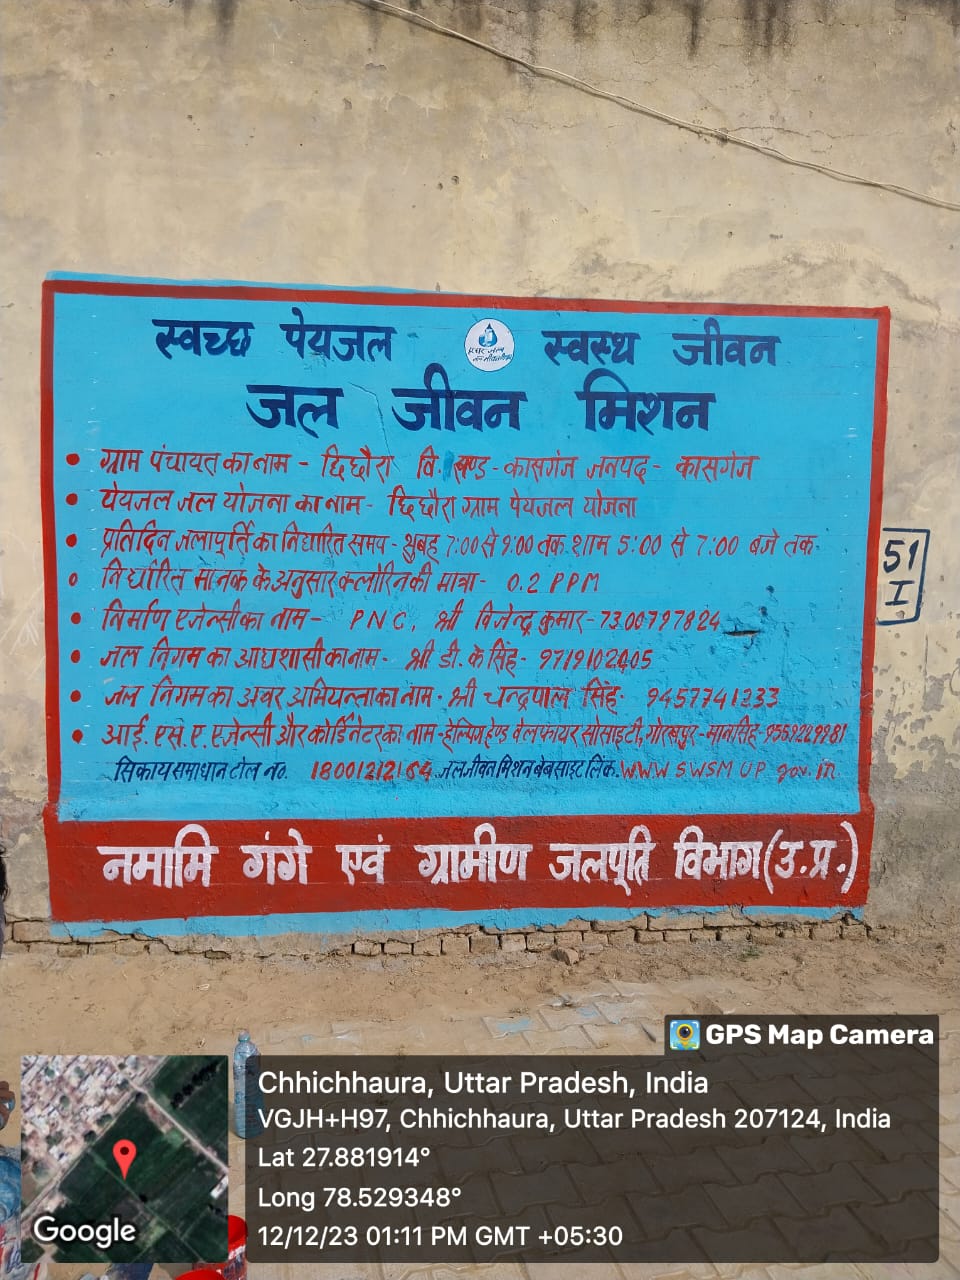 स्वच्छ पेयजल स्वस्थ जीवन
जल जीवन मिशन
• ग्राम पंचायत का नाम - छिछौरा वि. खण्ड - कासगंज जनपद - कासगंज
• पेयजल जल योजना का नाम - छिछौरा ग्राम पेयजल योजना
• प्रतिदिन जलापूर्ति का निर्धारित समय - शुबह 7:00 से 9:00 तक शाम 5:00 से 7:00 बजे तक
• निर्धारित मानक के अनुसार क्लोरिन की मात्रा - 0.2 PPM
• निर्माण एजेन्सी का नाम - PNC, श्री विजेन्द्र कुमार - 7300797824
• जल निगम का आधशासी का नाम - श्री डी. के सिंह -
• जल निगम का अवर अभियन्ता का नाम - श्री चन्द्रपाल सिंह - 9457741233
• आई. एस. ए. एजेन्सी और कोर्डिनेटर का नाम - हेल्पिंग हेण्ड वेलफायर सोसाइटी, गोरखपुर - मानसिंह -
सिकाय समाधान टोल न०. 18001212164 जल जीवन मिशन बेबसाइट लिंक. WWW SWSM UP gov.in
नमामि गंगे एवं ग्रामीण जलपूर्ति विभाग (उ.प्र.)
51
I
GPS Map Camera
Chhichhaura, Uttar Pradesh, India
VGJH+H97, Chhichhaura, Uttar Pradesh 207124, India
Lat 27.881914°
Long 78.529348°
12/12/23 01:11 PM GMT +05:30
Google